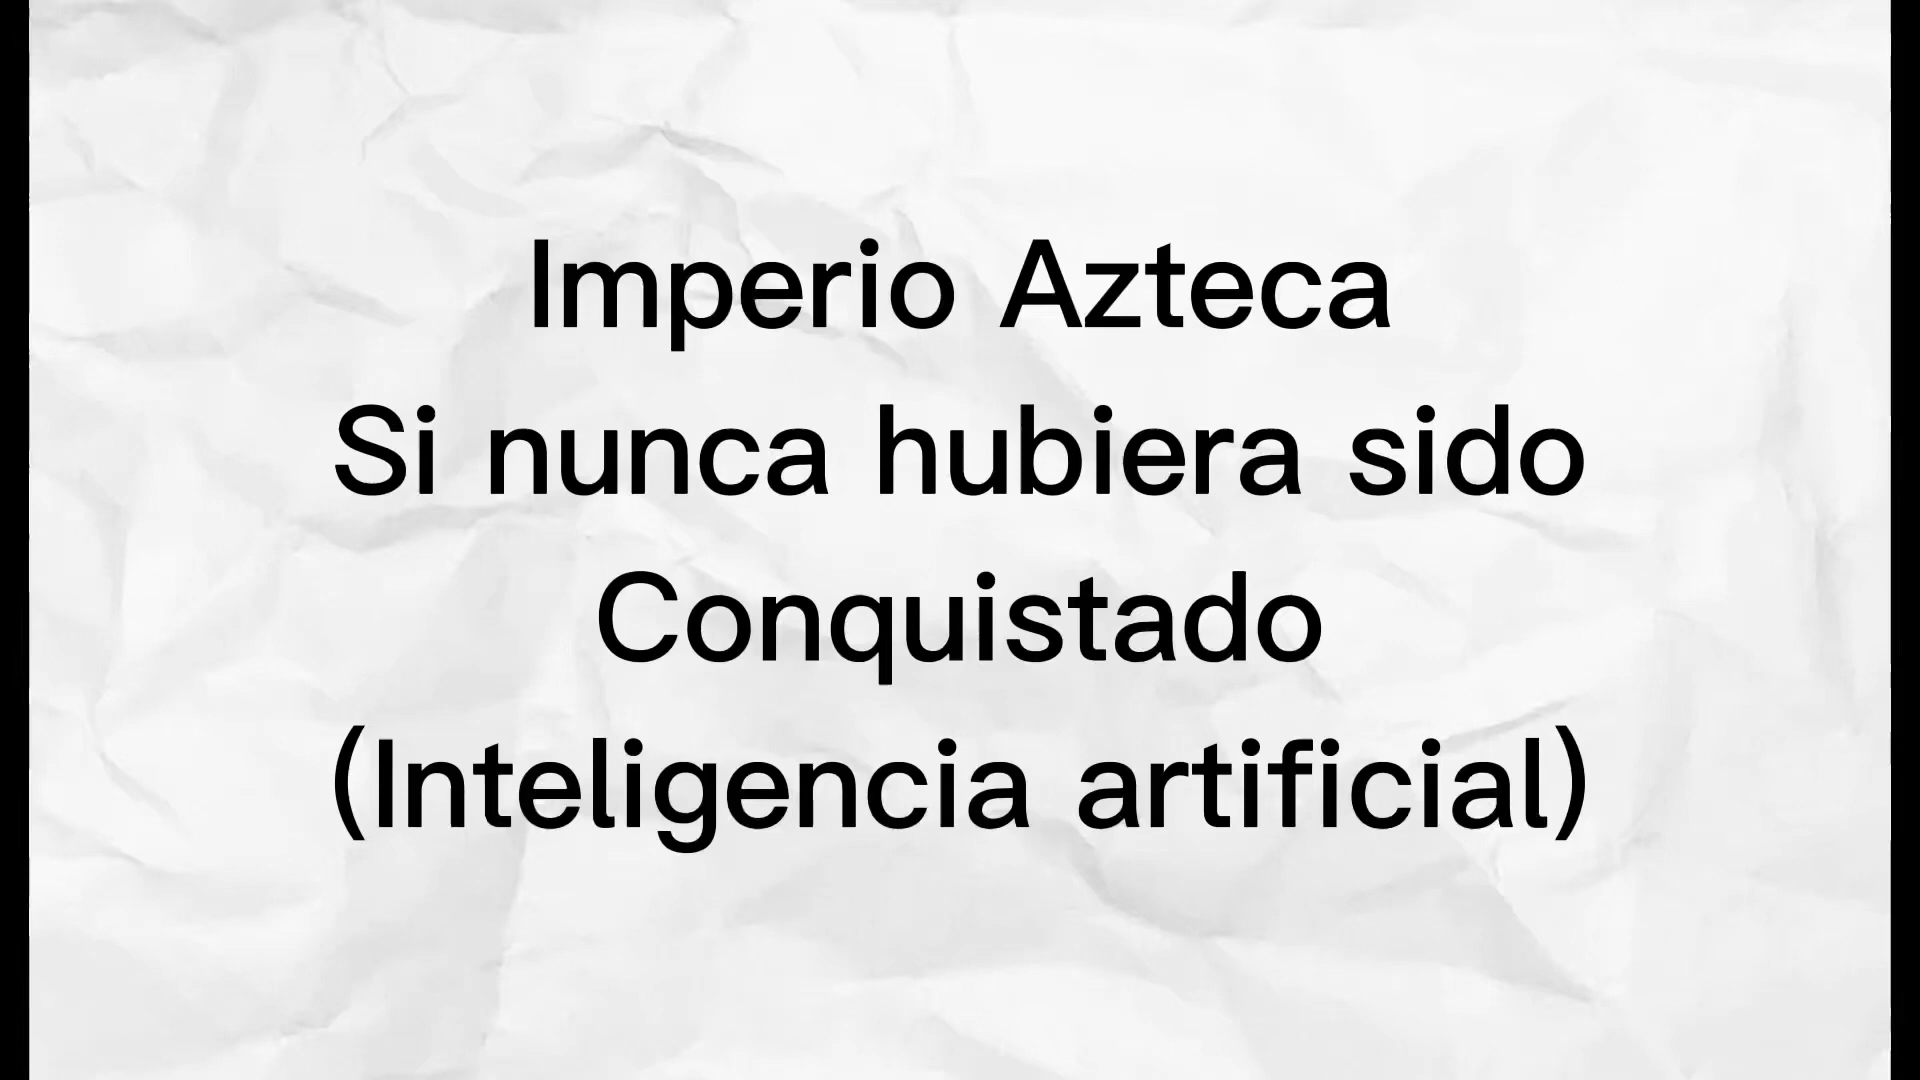 Imperio Azteca
Si nunca hubiera sido
Conquistado
(Inteligencia artificial)